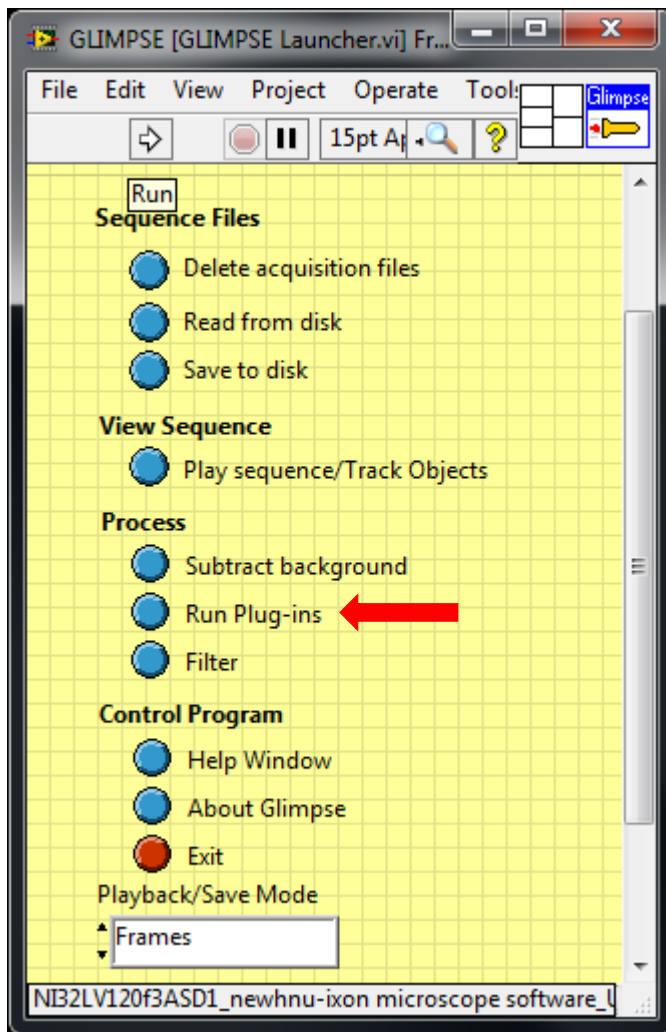 GLIMPSE [GLIMPSE Launcher.vi] Fr...
File Edit View Project Operate Tools
Glimpse
15pt Ap
Run
Sequence Files
Delete acquisition files
Read from disk
Save to disk
View Sequence
Play sequence/Track Objects
Process
Subtract background
Run Plug-ins
Filter
Control Program
Help Window
About Glimpse
Exit
Playback/Save Mode
Frames
NI32LV120f3ASD1_newhnu-ixon microscope software_